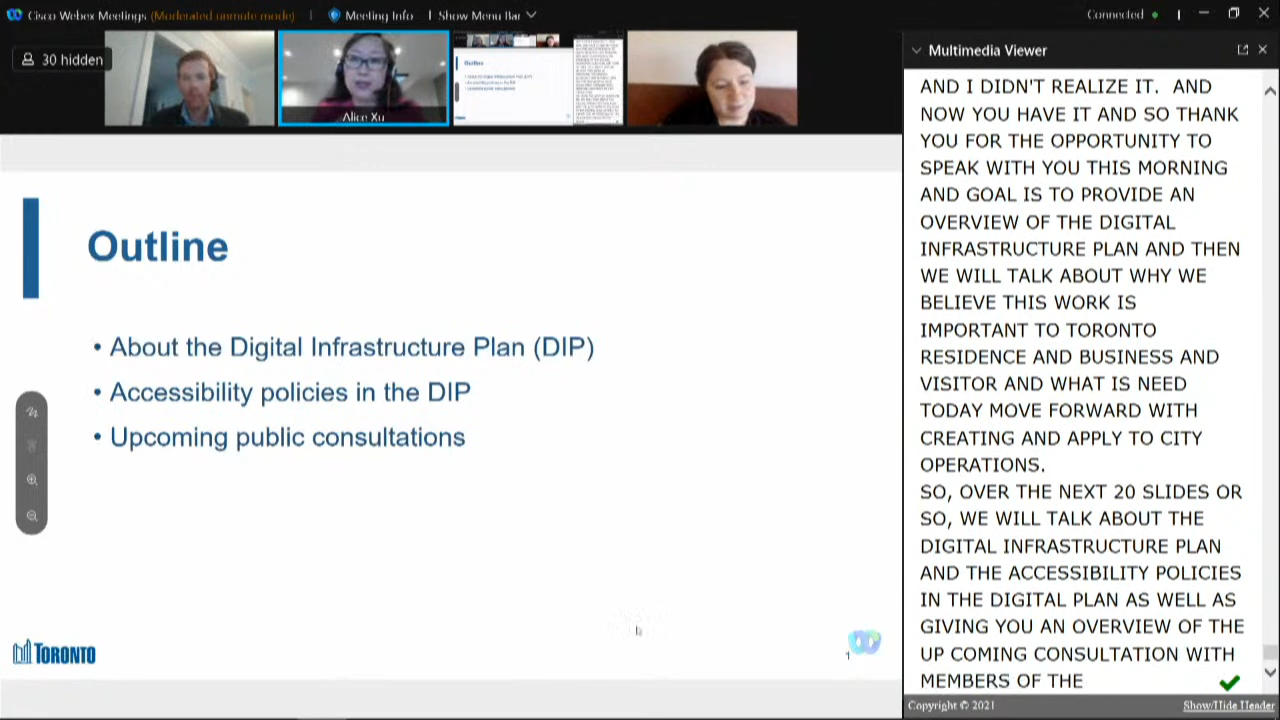 Cisco Webex Meetings (Moderated unmute mode) | Meeting Info | Show Menu Bar
Connected
30 hidden
Alice Xu
Outline
Outline
• About the Digital Infrastructure Plan (DIP)
• Accessibility policies in the DIP
• Upcoming public consultations
TORONTO
1
Multimedia
AND I DIDN'T REALIZE IT. AND
NOT YOU HAVE IT AND SO THANK
YOU FOR THE OPPORTUNITY TO
SPEAK WITH YOU THIS MORNING
AND GOAL IS TO PROVIDE AN
OVERVIEW OF THE DIGITAL
INFRASTRUCTURE PLAN AND THEN
WE WILL TALK ABOUT WHY WE
BELIEVE THIS WORK IS
IMPORTANT TO TORONTO
RESIDENCE AND BUSINESS AND
VISITOR AND WHAT IS NEED
TODAY MOVE FORWARD WITH
CREATING AND APPLY TO CITY
OPERATIONS.
SO, OVER THE NEXT 20 SLIDES OR
SO, WE WILL TALK ABOUT THE
DIGITAL INFRASTRUCTURE PLAN
AND THE ACCESSIBILITY POLICIES
IN THE DIGITAL PLAN AS WELL AS
GIVING YOU AN OVERVIEW OF THE
UP COMING CONSULTATION WITH
MEMBERS OF THE
Copyright © 2021 Show/Hide Header